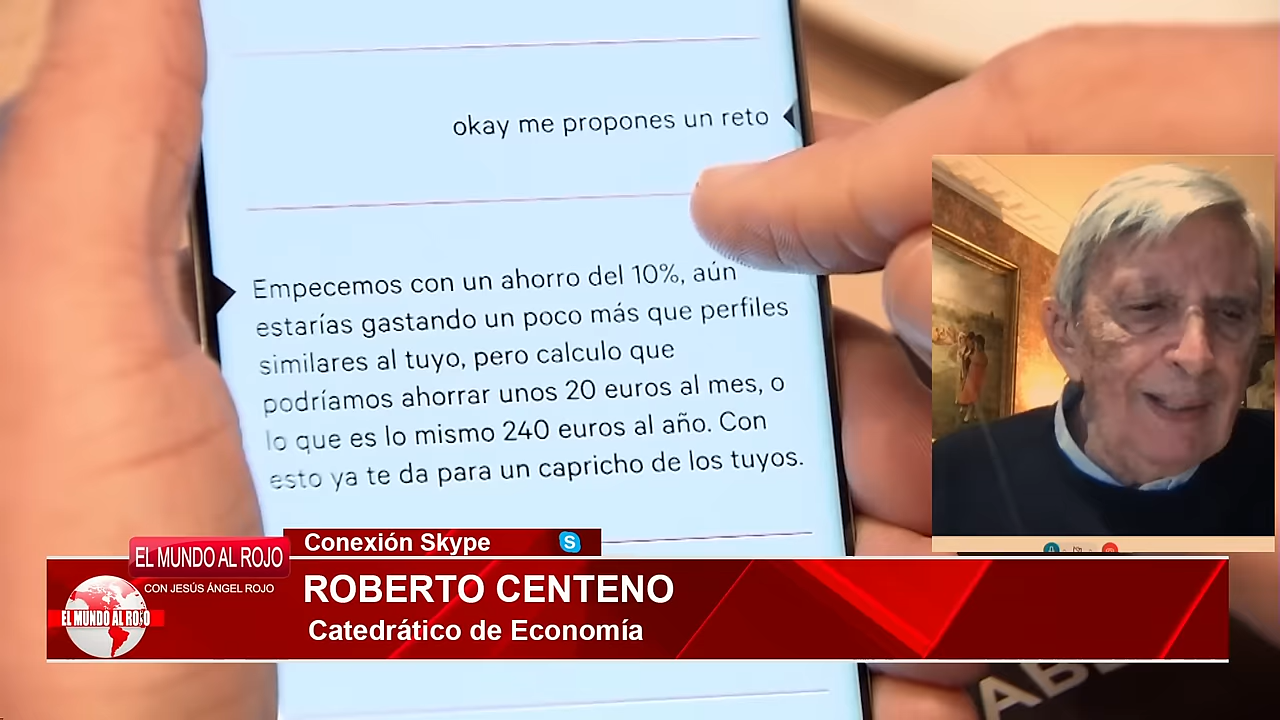 okay me propones un reto
Empecemos con un ahorro del 10%, aún
estarías gastando un poco más que perfiles
similares al tuyo, pero calculo que
podríamos ahorrar unos 20 euros al mes, o
lo que es lo mismo 240 euros al año. Con
esto ya te da para un capricho de los tuyos.
Conexión Skype
EL MUNDO AL ROJO
CON JESÚS ÁNGEL ROJO
EL MUNDO AL ROJO
ROBERTO CENTENO
Catedrático de Economía